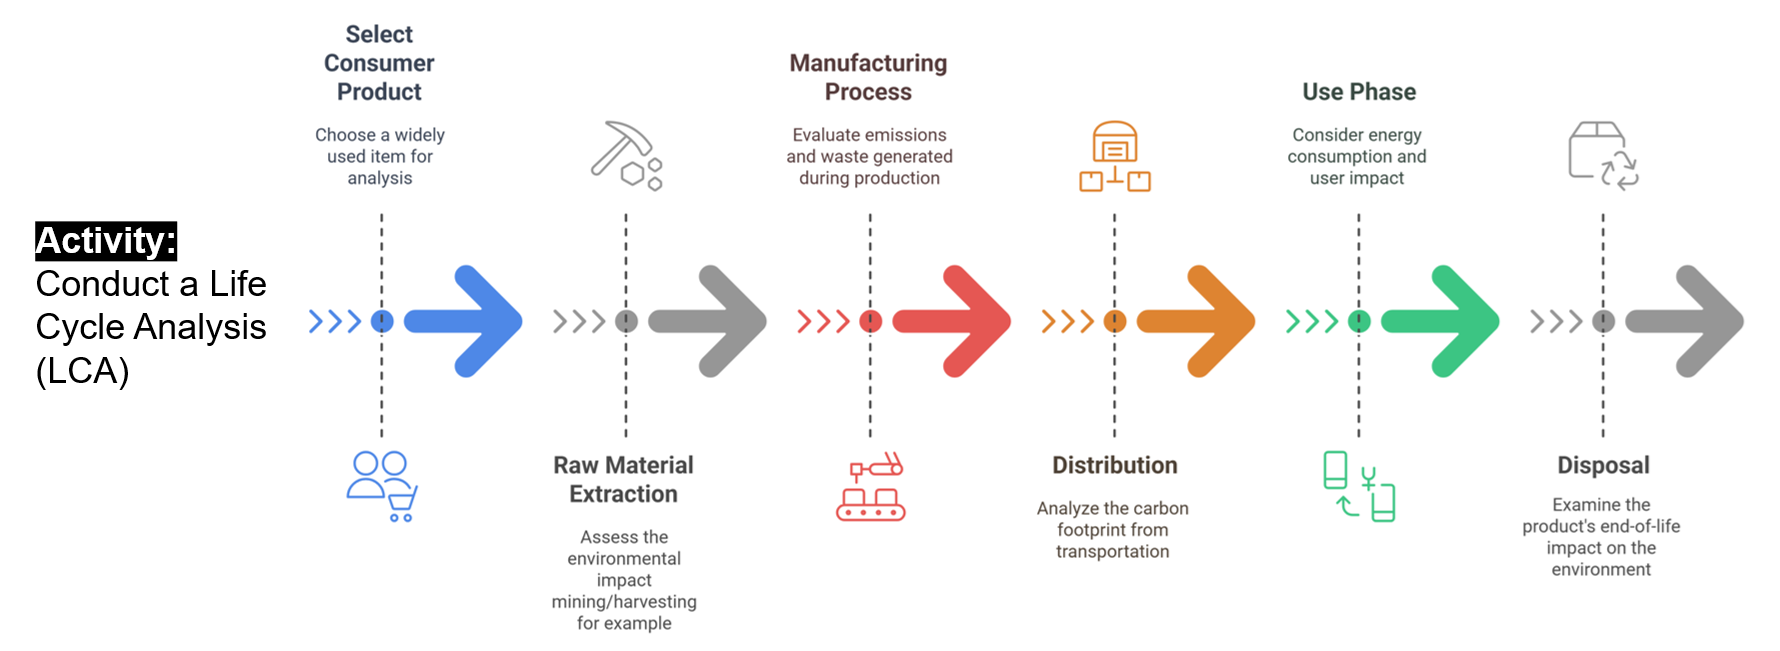 Activity:
Conduct a Life
Cycle Analysis
(LCA)
Select
Consumer
Product
Choose a widely
used item for
analysis
Raw Material
Extraction
Assess the
environmental
impact
mining/harvesting
for example
Manufacturing
Process
Evaluate emissions
and waste generated
during production
Distribution
Analyze the carbon
footprint from
transportation
Use Phase
Consider energy
consumption and
user impact
Disposal
Examine the
product's end-of-life
impact on the
environment